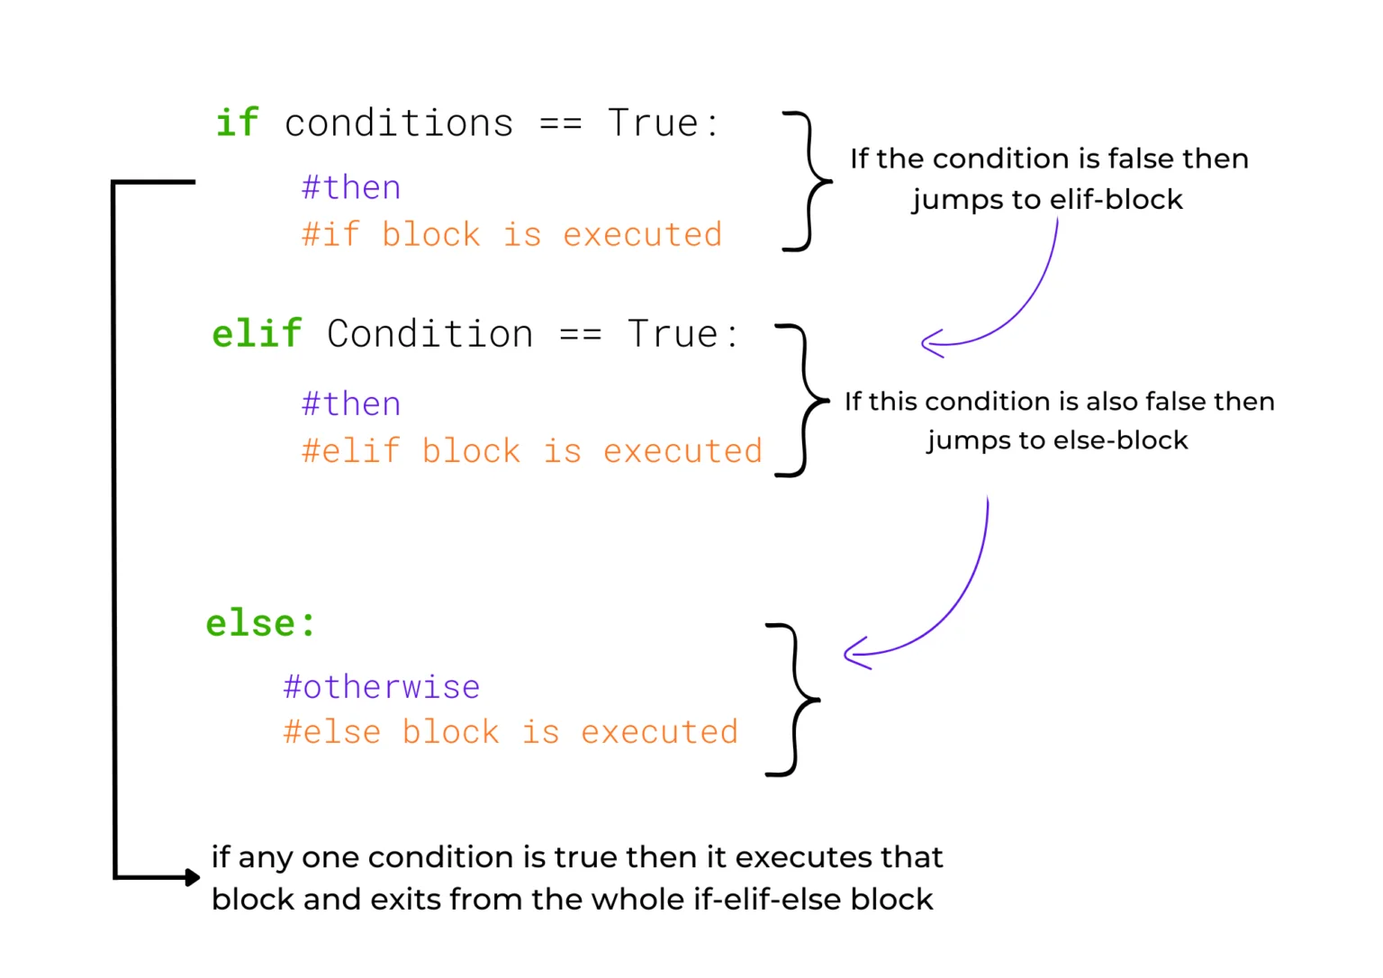 if conditions == True:
#then
#if block is executed
If the condition is false then
jumps to elif-block
elif Condition == True:
#then
#elif block is executed
If this condition is also false then
jumps to else-block
else:
#otherwise
#else block is executed
if any one condition is true then it executes that
block and exits from the whole if-elif-else block